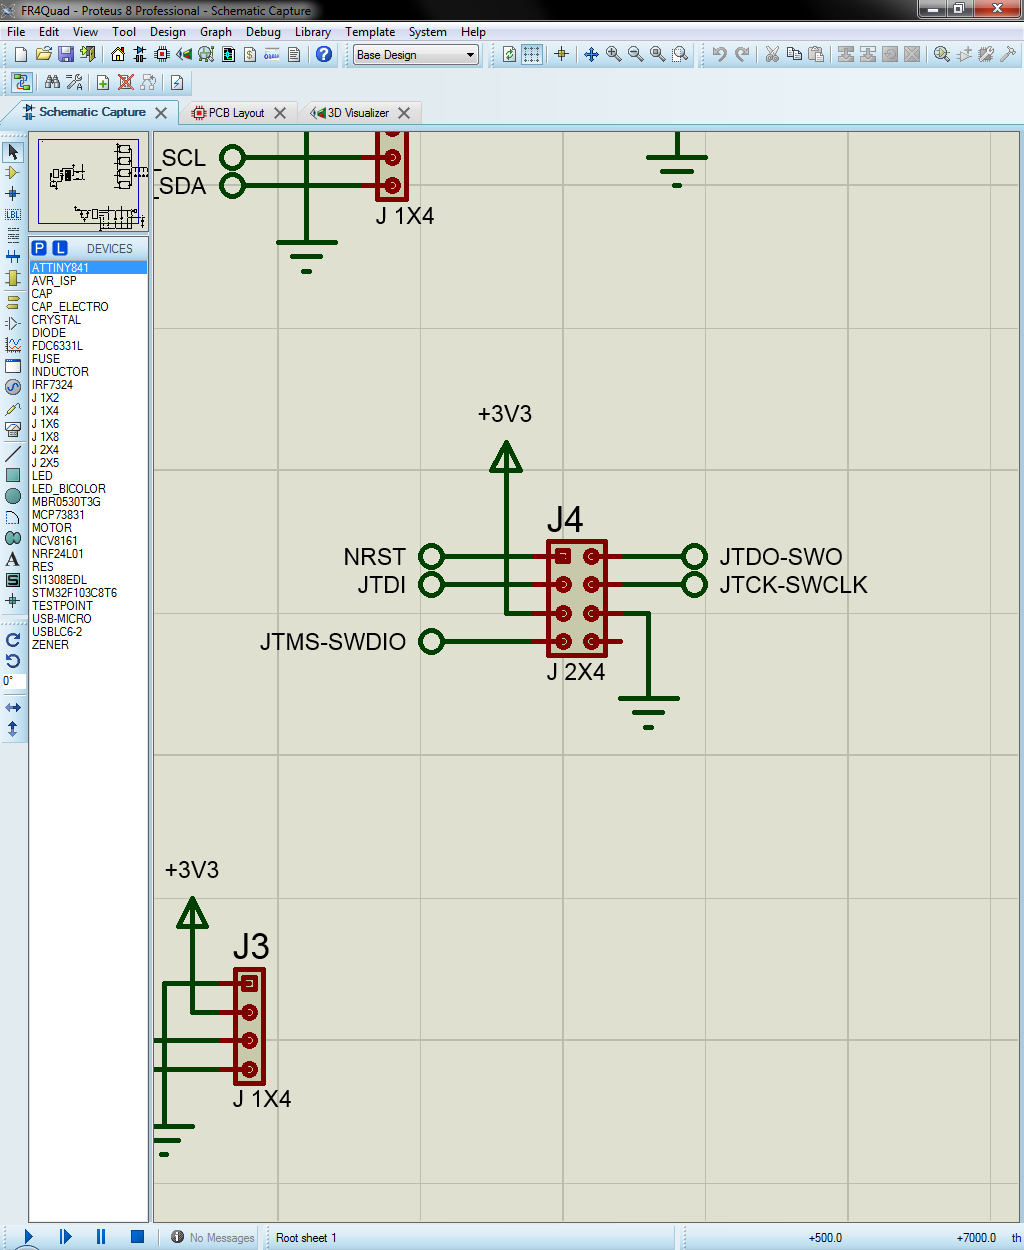 FR4Quad - Proteus 8 Professional - Schematic Capture
File Edit View Tool Design Graph Debug Library Template System Help
Base Design
Schematic Capture PCB Layout 3D Visualizer
P L DEVICES
ATTINY841
AVR_ISP
CAP
CAP_ELECTRO
CRYSTAL
DIODE
FDC6331L
FUSE
INDUCTOR
IRF7324
J 1X2
J 1X4
J 1X6
J 1X8
J 2X4
J 2X5
LED
LED_BICOLOR
MBR0530T3G
MCP73831
MOTOR
NCV8161
NRF24L01
RES
SI1308EDL
STM32F103C8T6
TESTPOINT
USB-MICRO
USBLC6-2
ZENER
LBL
A
S
0°
_SCL
_SDA
J 1X4
+3V3
J4
NRST
JTDI
JTMS-SWDIO
JTDO-SWO
JTCK-SWCLK
J 2X4
+3V3
J3
J 1X4
No Messages Root sheet 1 +500.0 +7000.0 th